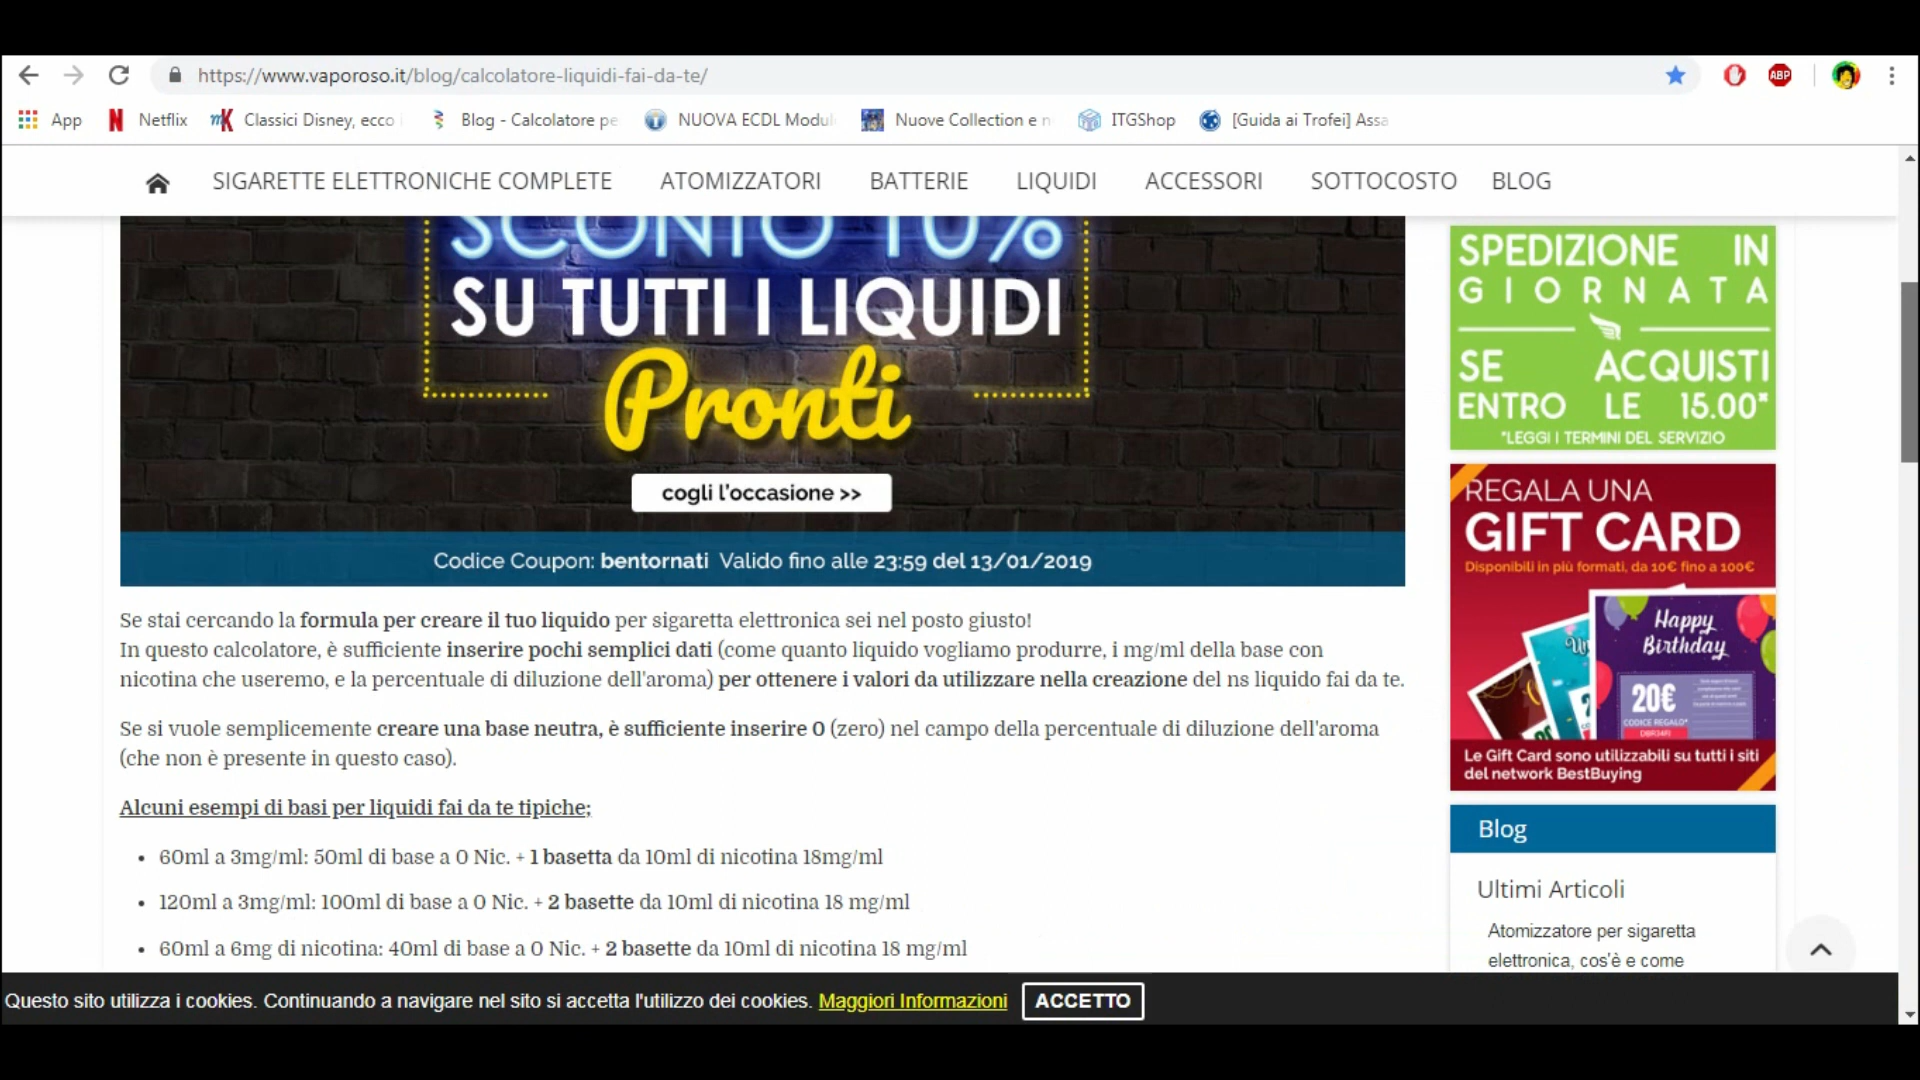 https://www.vaporoso.it/blog/calcolatore-liquidi-fai-da-te/
ABP
App Netflix Classici Disney, ecco Blog - Calcolatore pe NUOVA ECDL Modul Nuove Collection e n ITGShop [Guida ai Trofei] Assa
SIGARETTE ELETTRONICHE COMPLETE ATOMIZZATORI BATTERIE LIQUIDI ACCESSORI SOTTOCOSTO BLOG
SCONTO 10%
SU TUTTI I LIQUIDI
Pronti
cogli l'occasione >>
Codice Coupon: bentornati Valido fino alle 23:59 del 13/01/2019
Se stai cercando la formula per creare il tuo liquido per sigaretta elettronica sei nel posto giusto!
In questo calcolatore, è sufficiente inserire pochi semplici dati (come quanto liquido vogliamo produrre, i mg/ml della base con
nicotina che useremo, e la percentuale di diluzione dell'aroma) per ottenere i valori da utilizzare nella creazione del ns liquido fai da te.
Se si vuole semplicemente creare una base neutra, è sufficiente inserire 0 (zero) nel campo della percentuale di diluzione dell'aroma
(che non è presente in questo caso).
Alcuni esempi di basi per liquidi fai da te tipiche;
• 60ml a 3mg/ml: 50ml di base a 0 Nic. + 1 basetta da 10ml di nicotina 18mg/ml
• 120ml a 3mg/ml: 100ml di base a 0 Nic. + 2 basette da 10ml di nicotina 18 mg/ml
• 60ml a 6mg di nicotina: 40ml di base a 0 Nic. + 2 basette da 10ml di nicotina 18 mg/ml
SPEDIZIONE IN
GIORNATA
SE ACQUISTI
ENTRO LE 15.00*
*LEGGI I TERMINI DEL SERVIZIO
REGALA UNA
GIFT CARD
Disponibili in più formati, da 10€ fino a 100€
Happy
Birthday
20€
CODICE REGALO*
Le Gift Card sono utilizzabili su tutti i siti
del network BestBuying
Blog
Ultimi Articoli
Atomizzatore per sigaretta
elettronica, cos'è e come
Questo sito utilizza i cookies. Continuando a navigare nel sito si accetta l'utilizzo dei cookies. Maggiori Informazioni ACCETTO